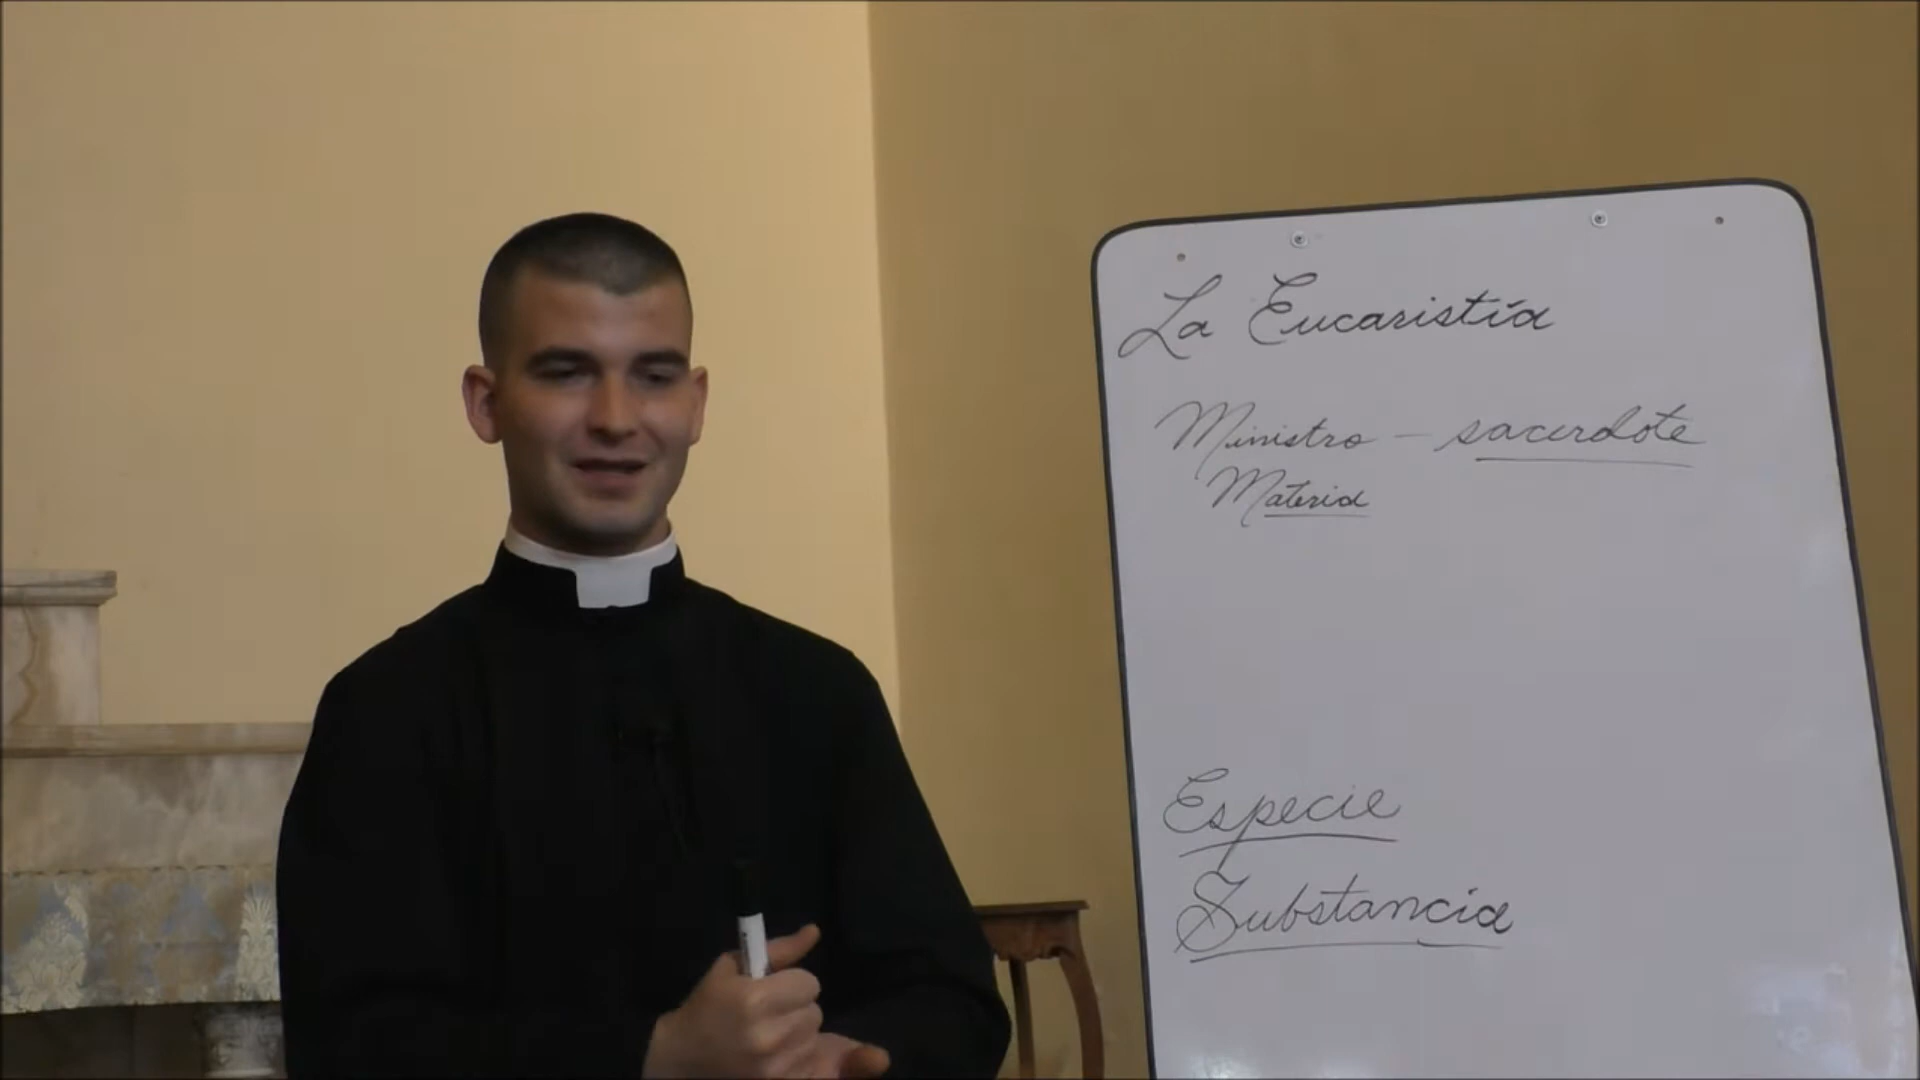 La Eucaristía
Ministro - sacerdote
Materia
Especie
Substancia